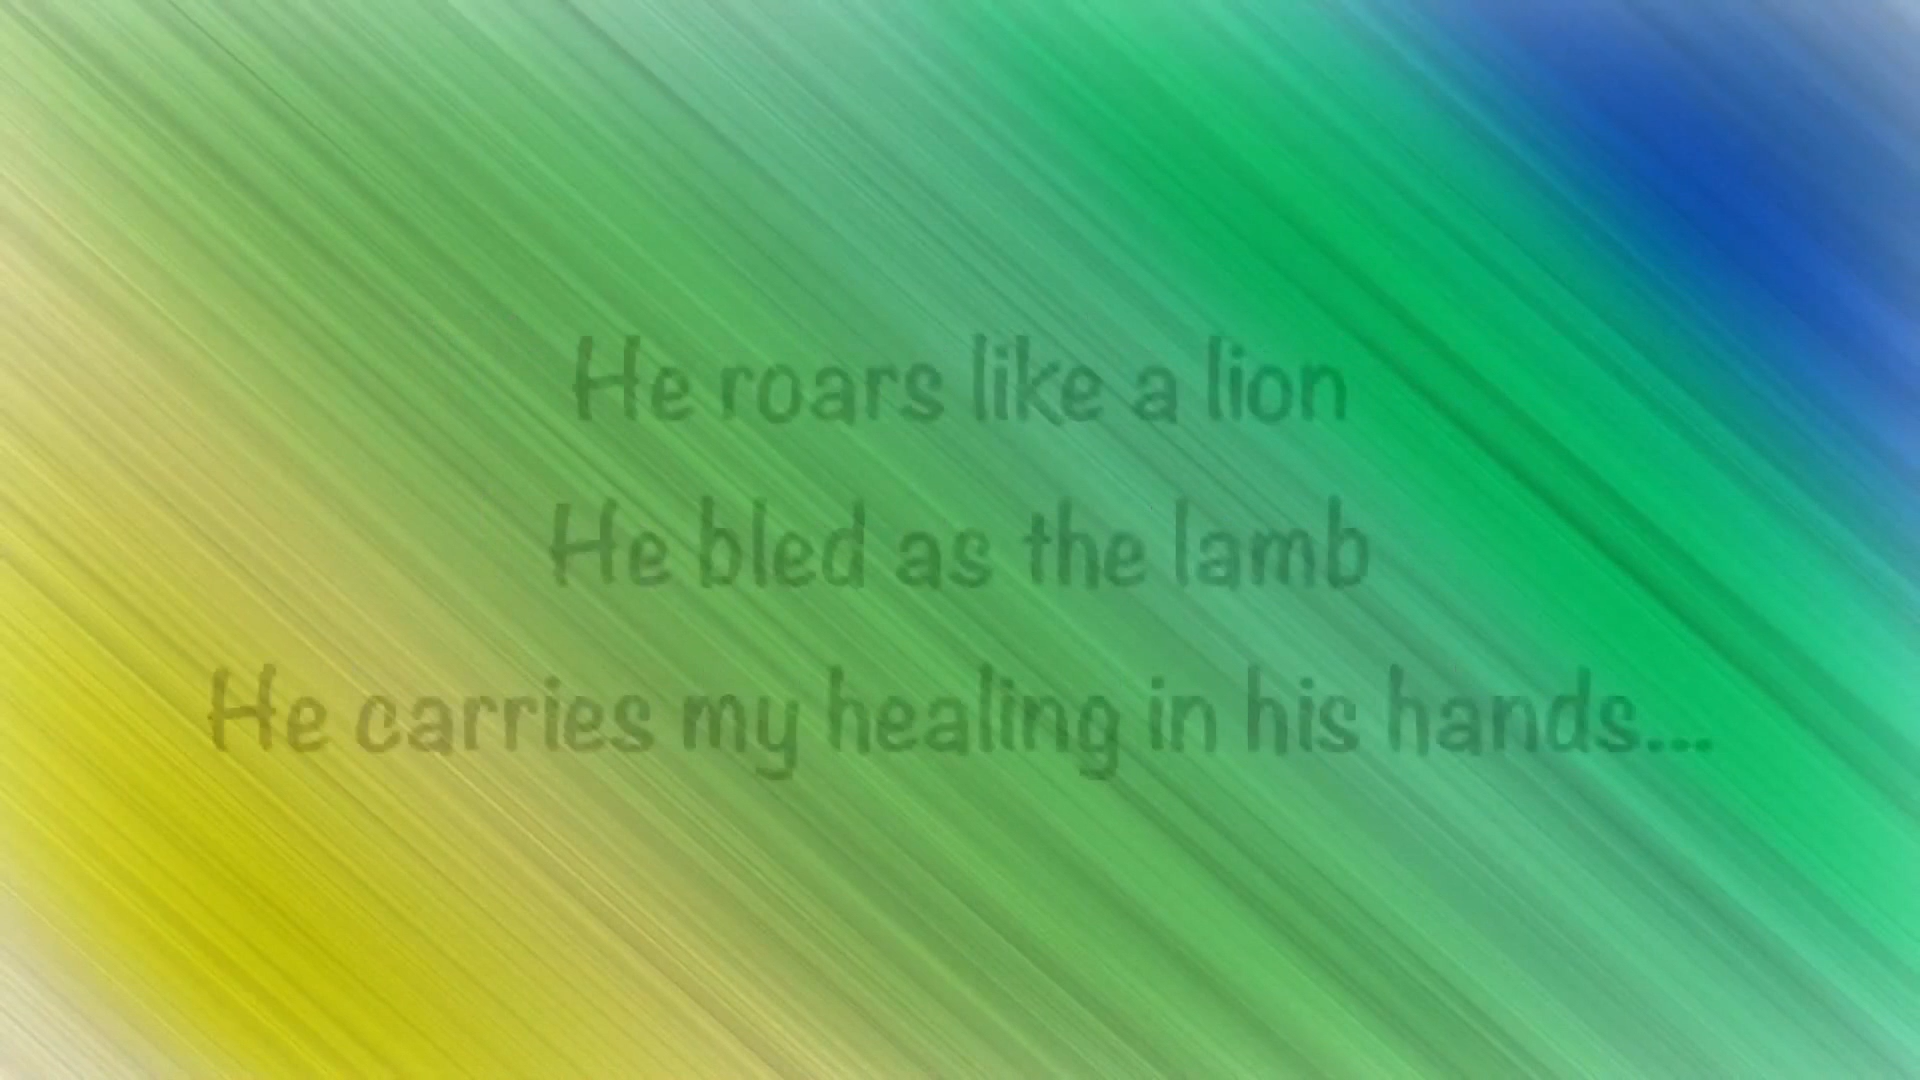 He roars like a lion
He bled as the lamb
He carries my healing in his hands...